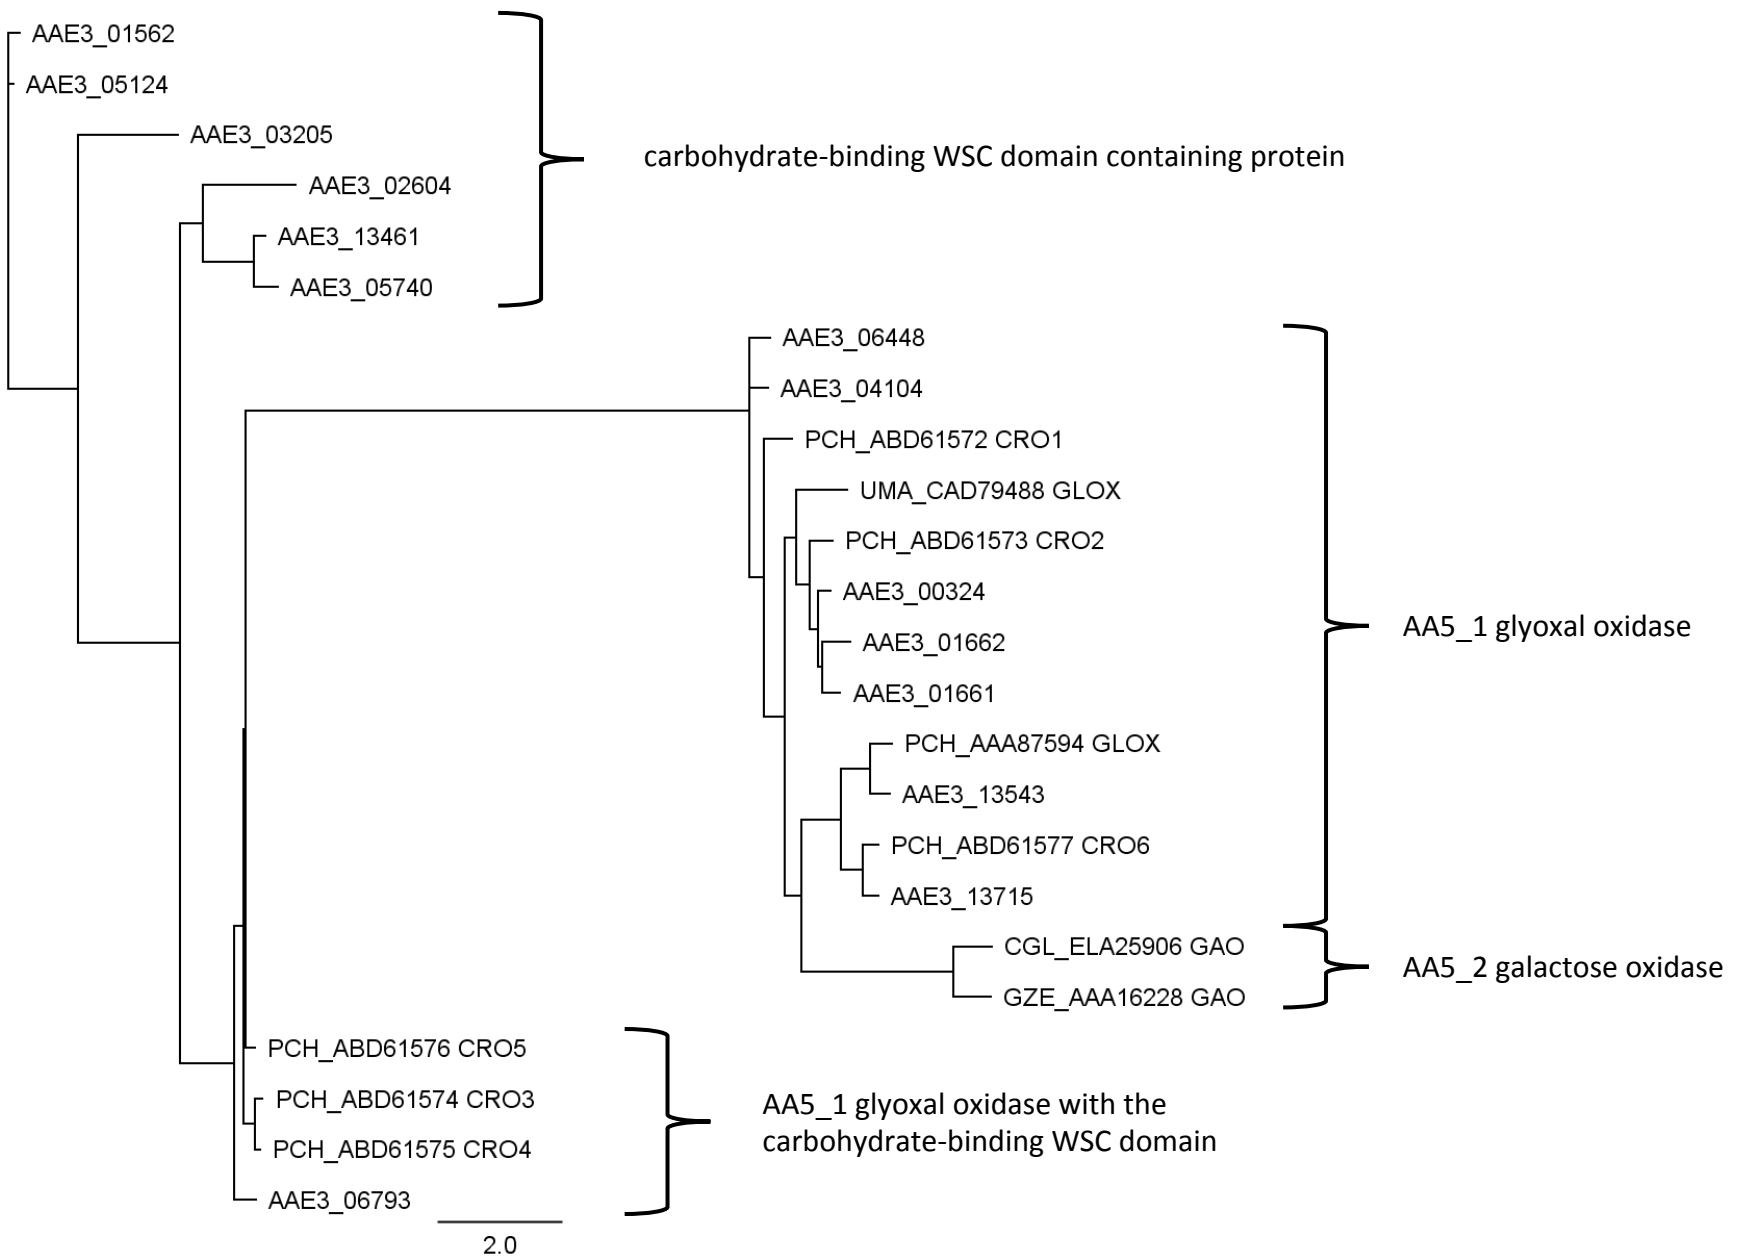 AAE3_01562
AAE3_05124
AAE3_03205
carbohydrate-binding WSC domain containing protein
AAE3_02604
AAE3_13461
AAE3_05740
AAE3_06448
AAE3_04104
PCH_ABD61572 CRO1
UMA_CAD79488 GLOX
PCH_ABD61573 CRO2
AAE3_00324
AA5_1 glyoxal oxidase
AAE3_01662
AAE3_01661
PCH_AAA87594 GLOX
AAE3_13543
PCH_ABD61577 CRO6
AAE3_13715
CGL_ELA25906 GAO
AA5_2 galactose oxidase
GZE_AAA16228 GAO
PCH_ABD61576 CRO5
PCH_ABD61574 CRO3
PCH_ABD61575 CRO4
AA5_1 glyoxal oxidase with the
carbohydrate-binding WSC domain
AAE3_06793
2.0